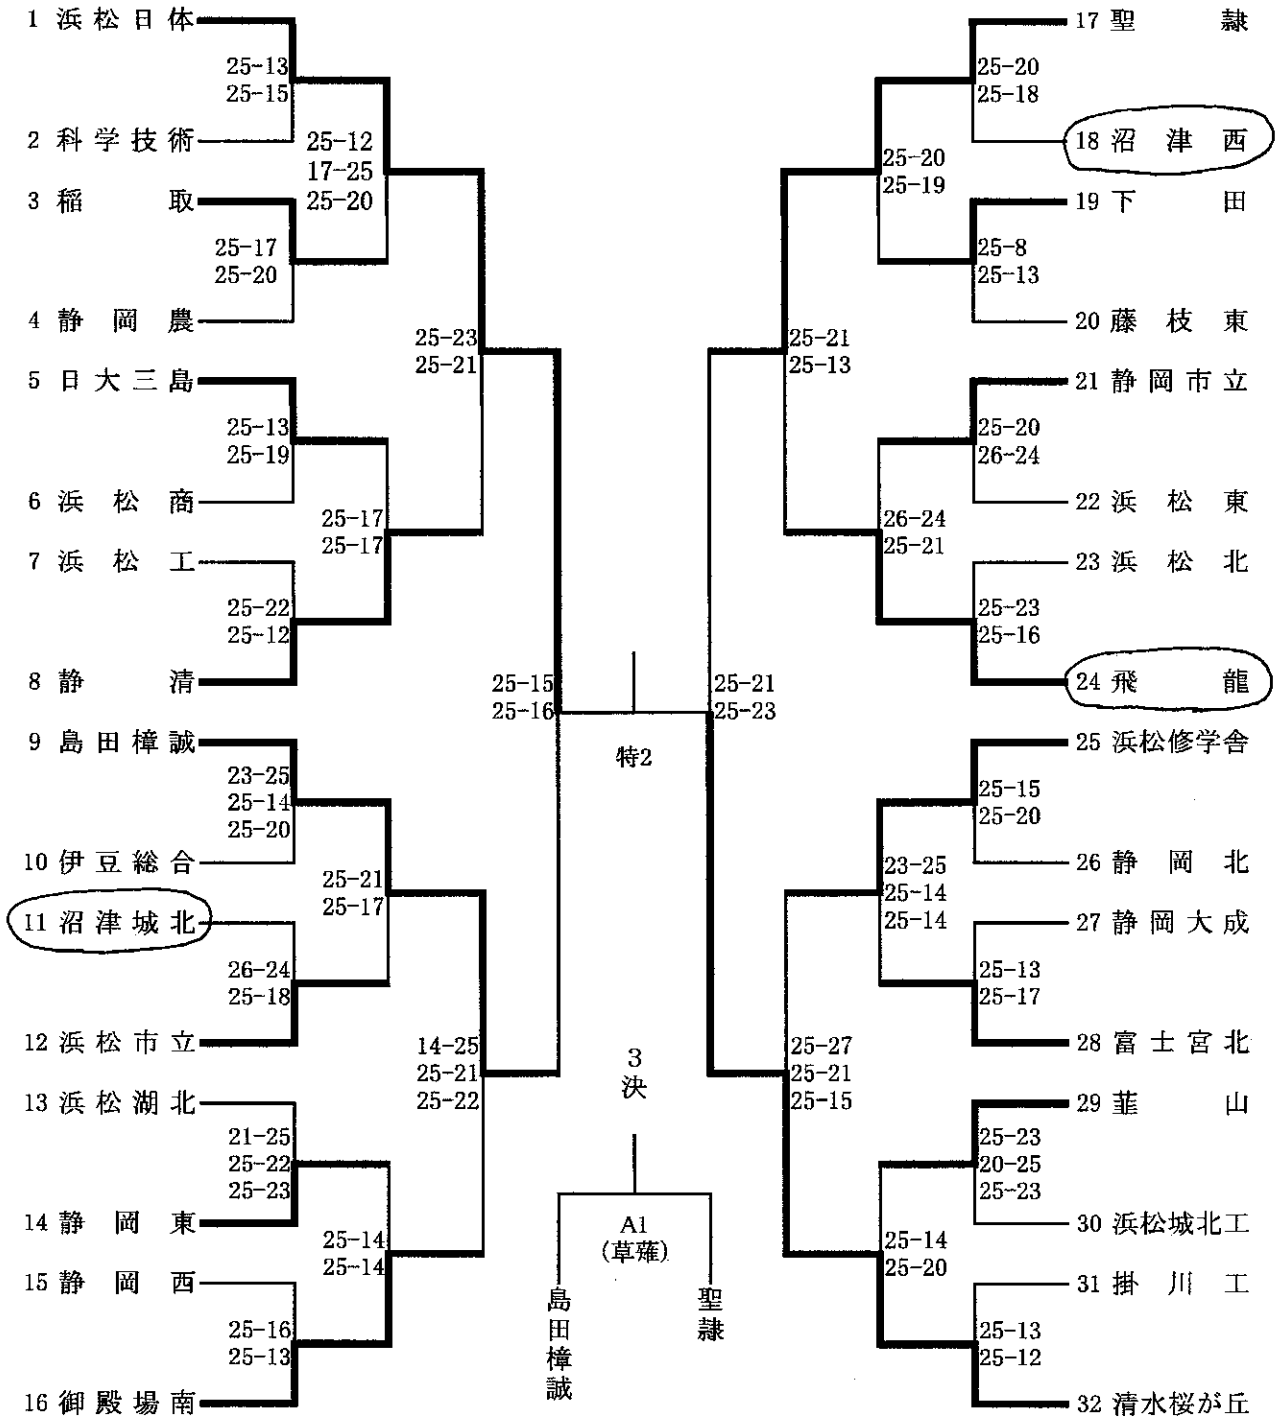 1 浜松日体
25-13
25-15
2 科学技術
25-12
17-25
25-20
3 稲取
25-17
25-20
4 静岡農
25-23
25-21
5 日大三島
25-13
25-19
6 浜松商
25-17
25-17
7 浜松工
25-22
25-12
8 静清
25-15
25-16
9 島田樟誠
23-25
25-14
25-20
10 伊豆総合
25-21
25-17
11 沼津城北
26-24
25-18
12 浜松市立
14-25
25-21
25-22
13 浜松湖北
21-25
25-22
25-23
14 静岡東
25-14
25-14
15 静岡西
25-16
25-13
16 御殿場南
特2
3
決
A1
(草薙)
島田樟誠
聖隷
17 聖隷
25-20
25-18
18 沼津西
25-20
25-19
19 下田
25-8
25-13
20 藤枝東
25-21
25-13
21 静岡市立
25-20
26-24
22 浜松東
26-24
25-21
23 浜松北
25-23
25-16
24 飛龍
25-21
25-23
25 浜松修学舎
25-15
25-20
26 静岡北
23-25
25-14
25-14
27 静岡大成
25-13
25-17
28 富士宮北
25-27
25-21
25-15
29 韮山
25-23
20-25
25-23
30 浜松城北工
25-14
25-20
31 掛川工
25-13
25-12
32 清水桜が丘